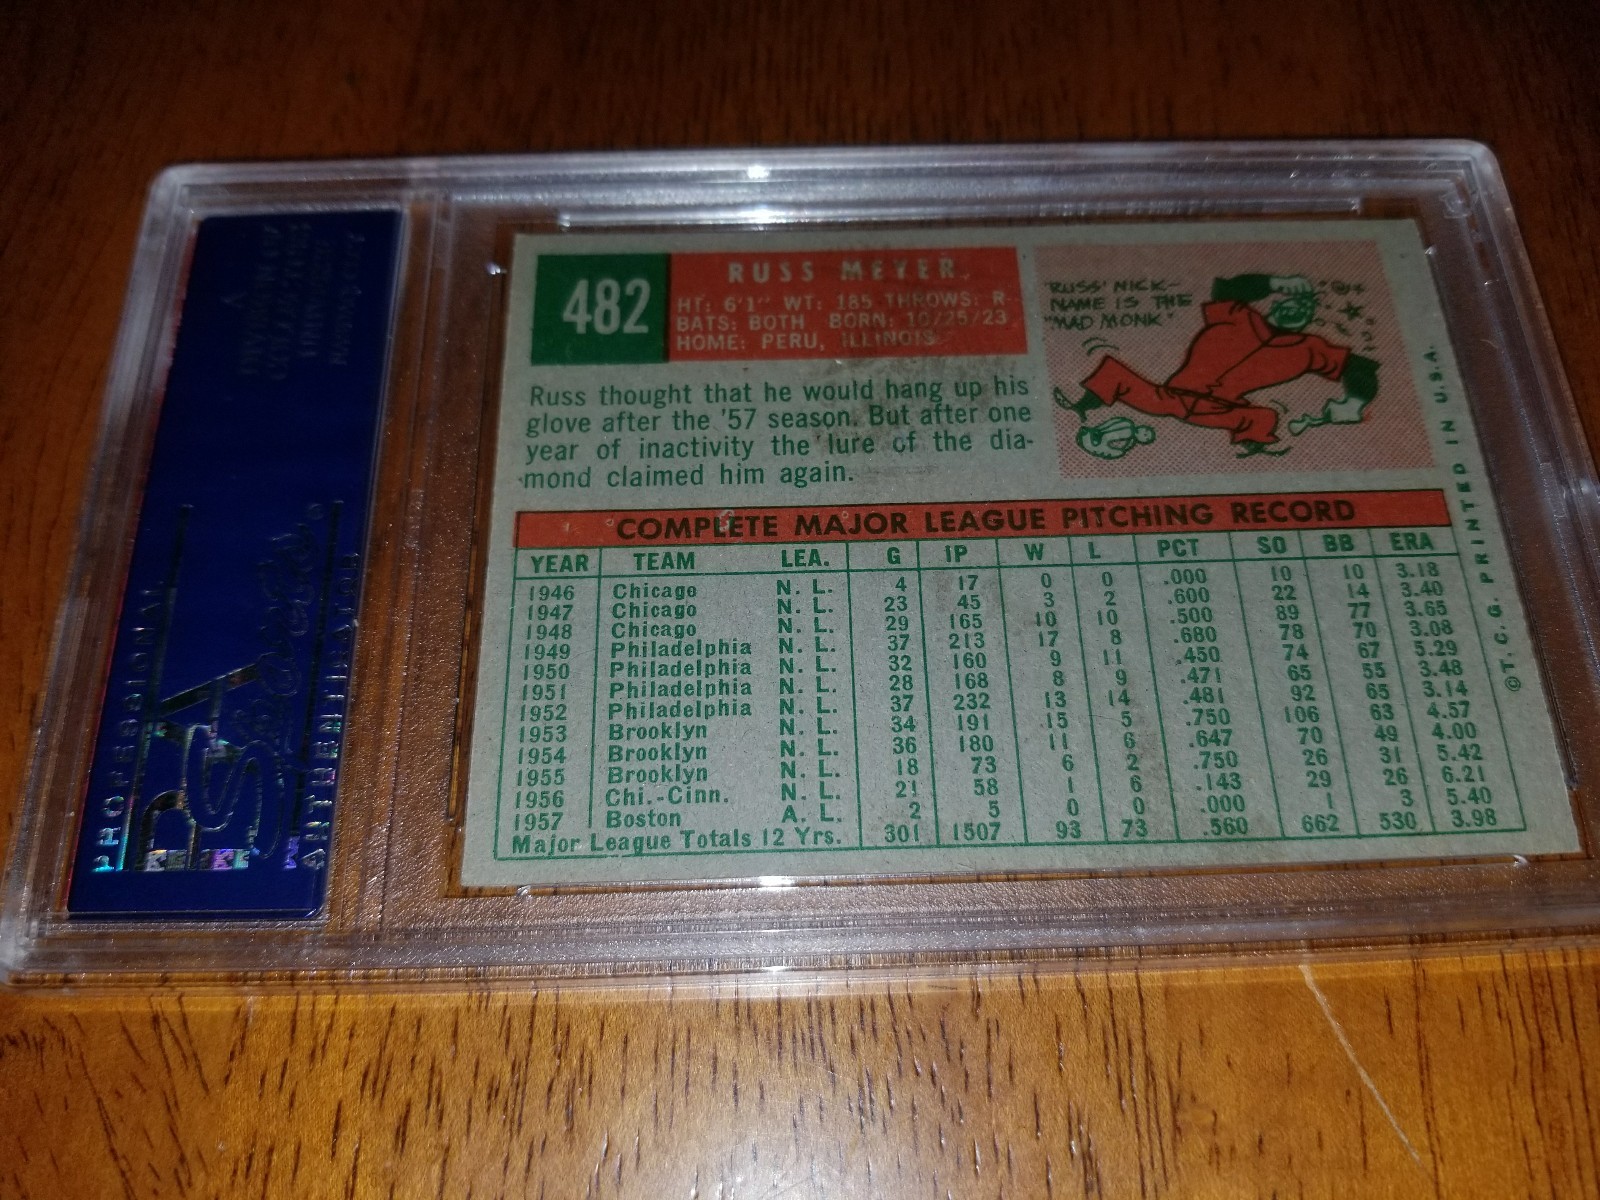 482
RUSS MEYER
HT: 6'1" WT: 185 THROWS: R
BATS: BOTH BORN: 10/25/23
HOME: PERU, ILLINOIS
RUSS' NICK-
NAME IS THE
"MAD MONK"
Russ thought that he would hang up his
glove after the '57 season. But after one
year of inactivity the lure of the dia-
mond claimed him again.
COMPLETE MAJOR LEAGUE PITCHING RECORD
YEAR TEAM LEA. G IP W L PCT SO BB ERA
1946 Chicago N. L. 4 17 0 0 .000 10 10 3.18
1947 Chicago N. L. 23 45 3 2 .600 22 14 3.40
1948 Chicago N. L. 29 165 10 10 .500 89 77 3.65
1949 Philadelphia N. L. 37 213 17 8 .680 78 70 3.08
1950 Philadelphia N. L. 32 160 9 11 .450 74 67 5.29
1951 Philadelphia N. L. 28 168 8 9 .471 65 55 3.48
1952 Philadelphia N. L. 37 232 13 14 .481 92 65 3.14
1953 Brooklyn N. L. 34 191 15 5 .750 106 63 4.57
1954 Brooklyn N. L. 36 180 11 6 .647 70 49 4.00
1955 Brooklyn N. L. 18 73 6 2 .750 26 31 5.42
1956 Chi.-Cinn. N. L. 21 58 1 6 .143 29 26 6.21
1957 Boston A. L. 2 5 0 0 .000 1 3 5.40
Major League Totals 12 Yrs. 301 1507 93 73 .560 662 530 3.98
©T. C. G. PRINTED IN U.S.A.
PROFESSIONAL
PSA
AUTHENTICATOR